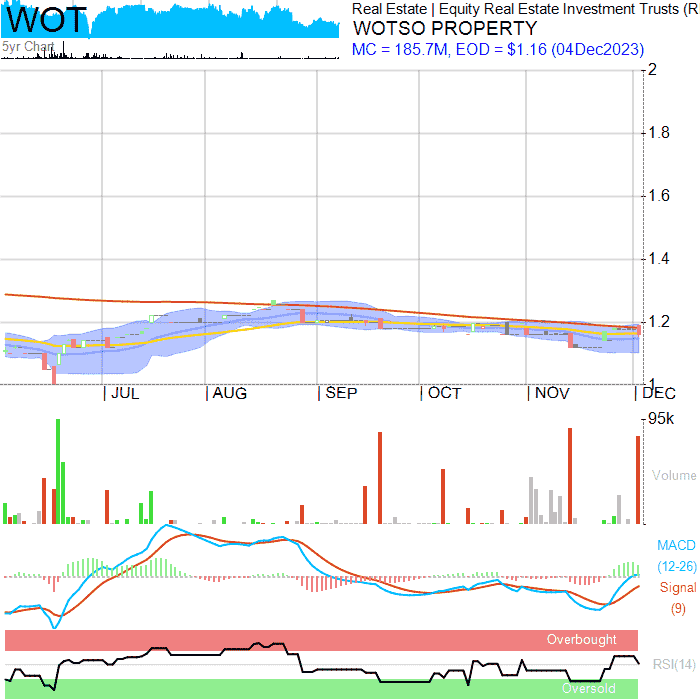 WOT
Real Estate | Equity Real Estate Investment Trusts (R
WOTSO PROPERTY
5yr Chart
MC = 185.7M, EOD = $1.16 (04Dec2023)
2
1.8
1.6
1.4
1.2
1
JUL
AUG
SEP
OCT
NOV
DEC
95k
Volume
MACD
(12-26)
Signal
(9)
Overbought
RSI(14)
Oversold